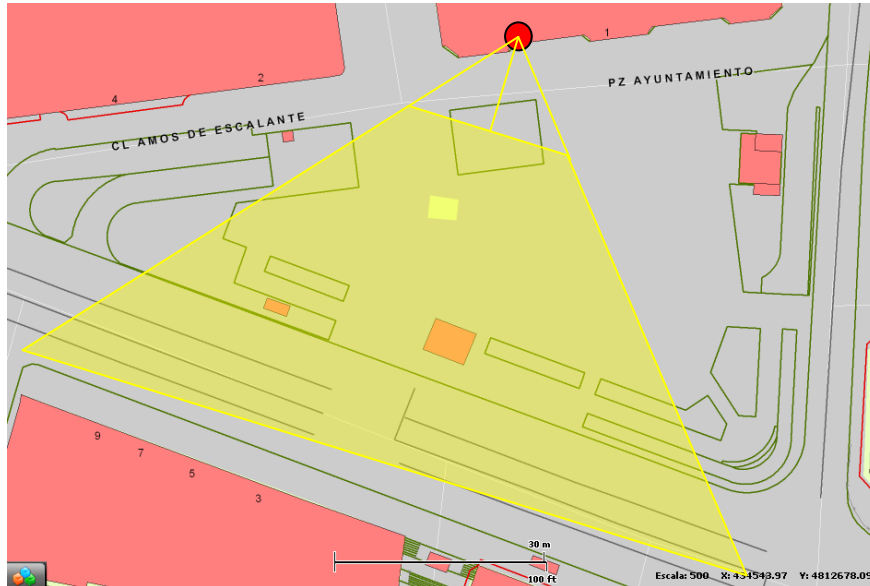 1
2
PZ AYUNTAMIENTO
4
CL AMOS DE ESCALANTE
9
7
5
3
30 m
100 ft
Escala: 500 X: 434543.97 Y: 4812678.09